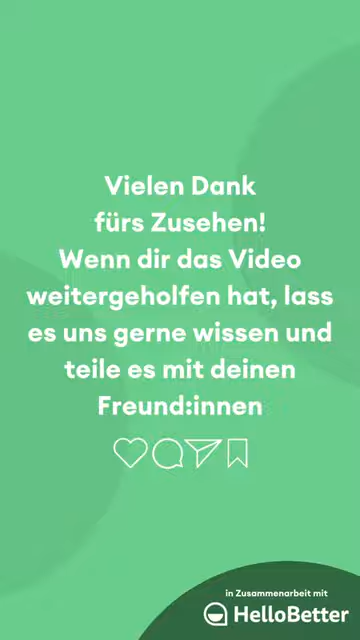 Vielen Dank
fürs Zusehen!
Wenn dir das Video
weitergeholfen hat, lass
es uns gerne wissen und
teile es mit deinen
Freund:innen
in Zusammenarbeit mit
HelloBetter